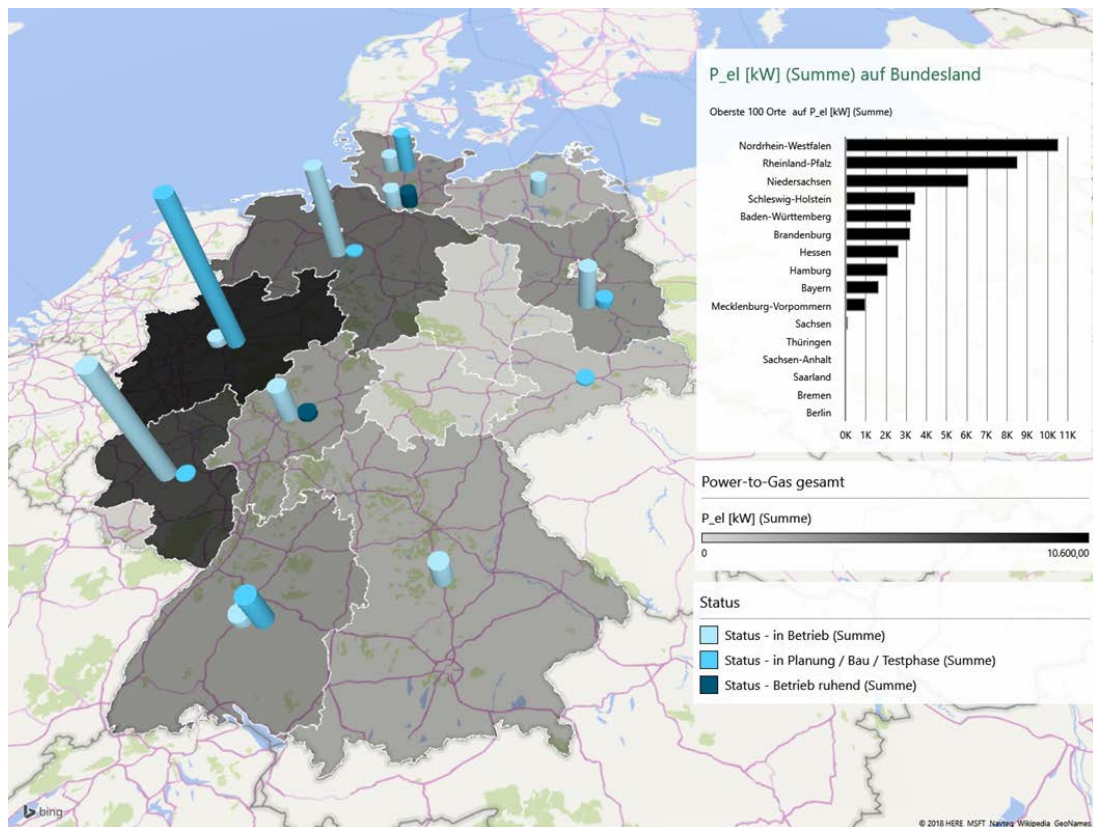 P_el [kW] (Summe) auf Bundesland
Oberste 100 Orte auf P_el [kW] (Summe)
Nordrhein-Westfalen
Rheinland-Pfalz
Niedersachsen
Schleswig-Holstein
Baden-Württemberg
Brandenburg
Hessen
Hamburg
Bayern
Mecklenburg-Vorpommern
Sachsen
Thüringen
Sachsen-Anhalt
Saarland
Bremen
Berlin
0K 1K 2K 3K 4K 5K 6K 7K 8K 9K 10K 11K
Power-to-Gas gesamt
P_el [kW] (Summe)
0 10.600,00
Status
Status - in Betrieb (Summe)
Status - in Planung / Bau / Testphase (Summe)
Status - Betrieb ruhend (Summe)
bing
© 2018 HERE MSFT Navteq Wikipedia GeoNames